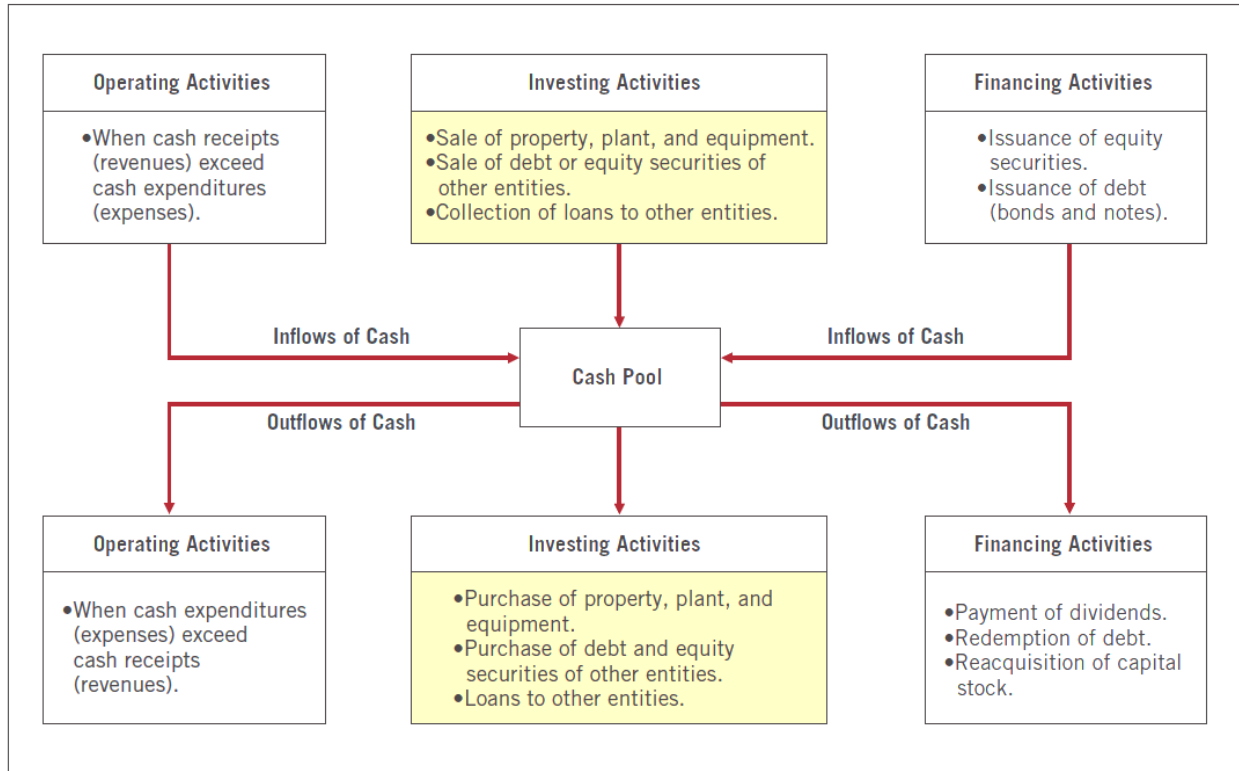 Operating Activities
•When cash receipts
(revenues) exceed
cash expenditures
(expenses).
Investing Activities
•Sale of property, plant, and equipment.
•Sale of debt or equity securities of
other entities.
•Collection of loans to other entities.
Financing Activities
•Issuance of equity
securities.
•Issuance of debt
(bonds and notes).
Inflows of Cash
Inflows of Cash
Cash Pool
Outflows of Cash
Outflows of Cash
Operating Activities
•When cash expenditures
(expenses) exceed
cash receipts
(revenues).
Investing Activities
•Purchase of property, plant, and
equipment.
•Purchase of debt and equity
securities of other entities.
•Loans to other entities.
Financing Activities
•Payment of dividends.
•Redemption of debt.
•Reacquisition of capital
stock.